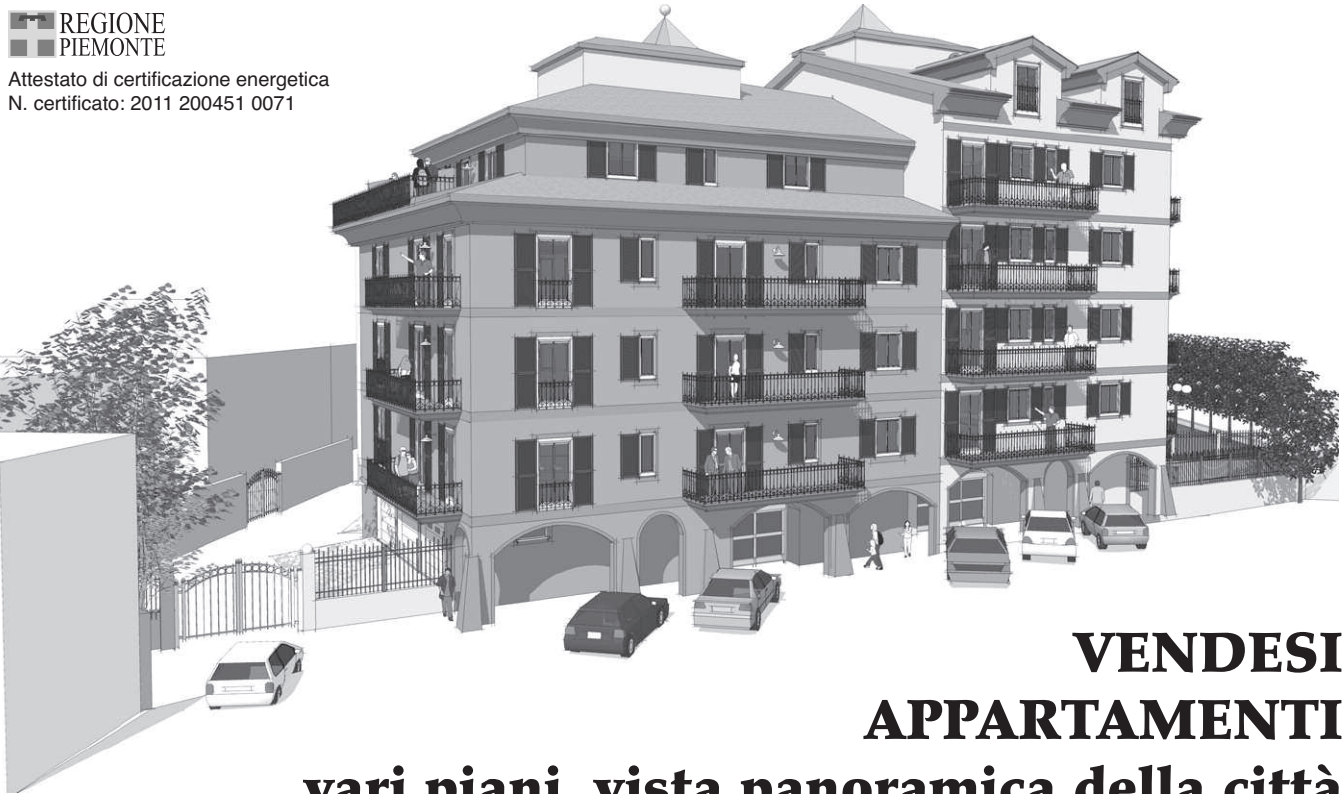 REGIONE
PIEMONTE
Attestato di certificazione energetica
N. certificato: 2011 200451 0071
VENDESI
APPARTAMENTI
vari piani, vista panoramica della città